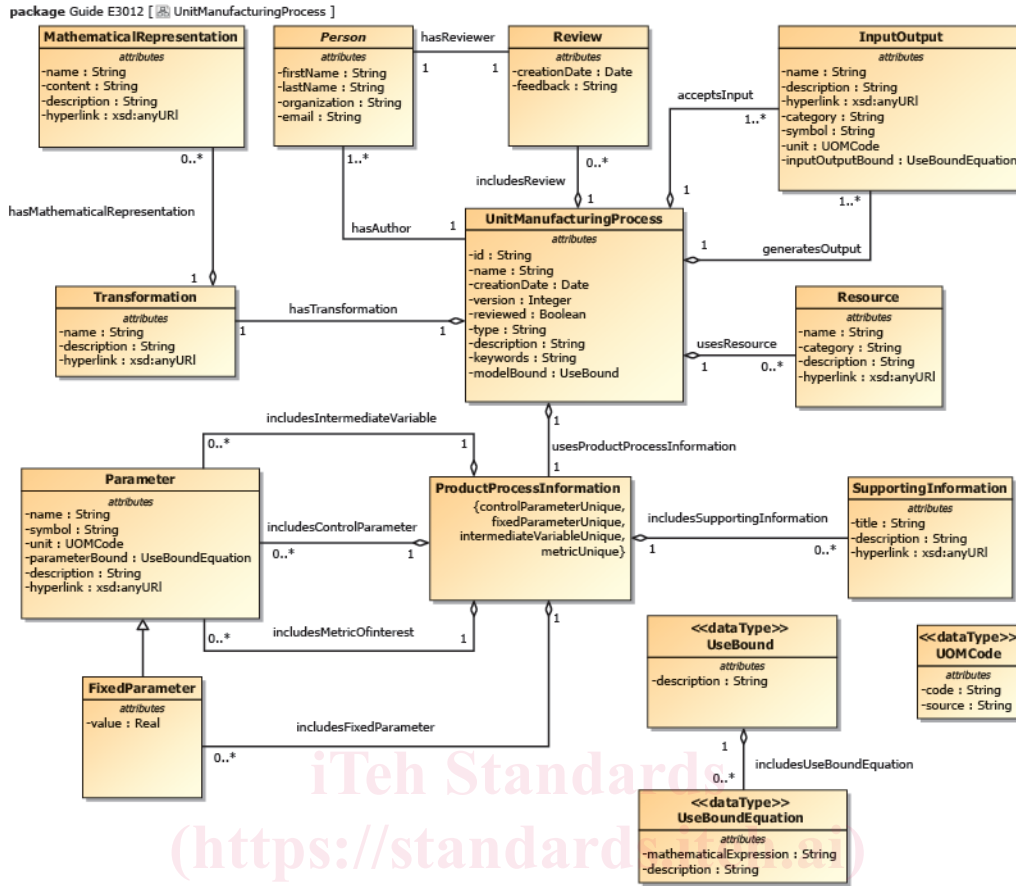 package Guide E3012 [ UnitManufacturingProcess ]
MathematicalRepresentation
attributes
-name : String
-content : String
-description : String
-hyperlink : xsd:anyURI
Person
attributes
-firstName : String
-lastName : String
-organization : String
-email : String
hasReviewer
1
1
Review
attributes
-creationDate : Date
-feedback : String
InputOutput
attributes
-name : String
-description : String
-hyperlink : xsd:anyURI
-category : String
-symbol : String
-unit : UOMCode
-inputOutputBound : UseBoundEquation
acceptsInput
1..*
1
0..*
hasMathematicalRepresentation
1
1..*
hasAuthor
1
0..*
includesReview
1
1..*
generatesOutput
1
UnitManufacturingProcess
attributes
-id : String
-name : String
-creationDate : Date
-version : Integer
-reviewed : Boolean
-type : String
-description : String
-keywords : String
-modelBound : UseBound
Transformation
attributes
-name : String
-description : String
-hyperlink : xsd:anyURI
hasTransformation
1
1
Resource
attributes
-name : String
-category : String
-description : String
-hyperlink : xsd:anyURI
usesResource
1
0..*
1
usesProductProcessInformation
1
includesIntermediateVariable
0..*
1
Parameter
attributes
-name : String
-symbol : String
-unit : UOMCode
-parameterBound : UseBoundEquation
-description : String
-hyperlink : xsd:anyURI
includesControlParameter
0..*
1
ProductProcessInformation
{controlParameterUnique,
fixedParameterUnique,
intermediateVariableUnique,
metricUnique}
includesSupportingInformation
1
0..*
SupportingInformation
attributes
-title : String
-description : String
-hyperlink : xsd:anyURI
includesMetricOfinterest
0..*
1
1
FixedParameter
attributes
-value : Real
includesFixedParameter
0..*
<<dataType>>
UseBound
attributes
-description : String
<<dataType>>
UOMCode
attributes
-code : String
-source : String
1
includesUseBoundEquation
0..*
<<dataType>>
UseBoundEquation
attributes
-mathematicalExpression : String
-description : String
iTeh Standards
(https://standards.iteh.ai)